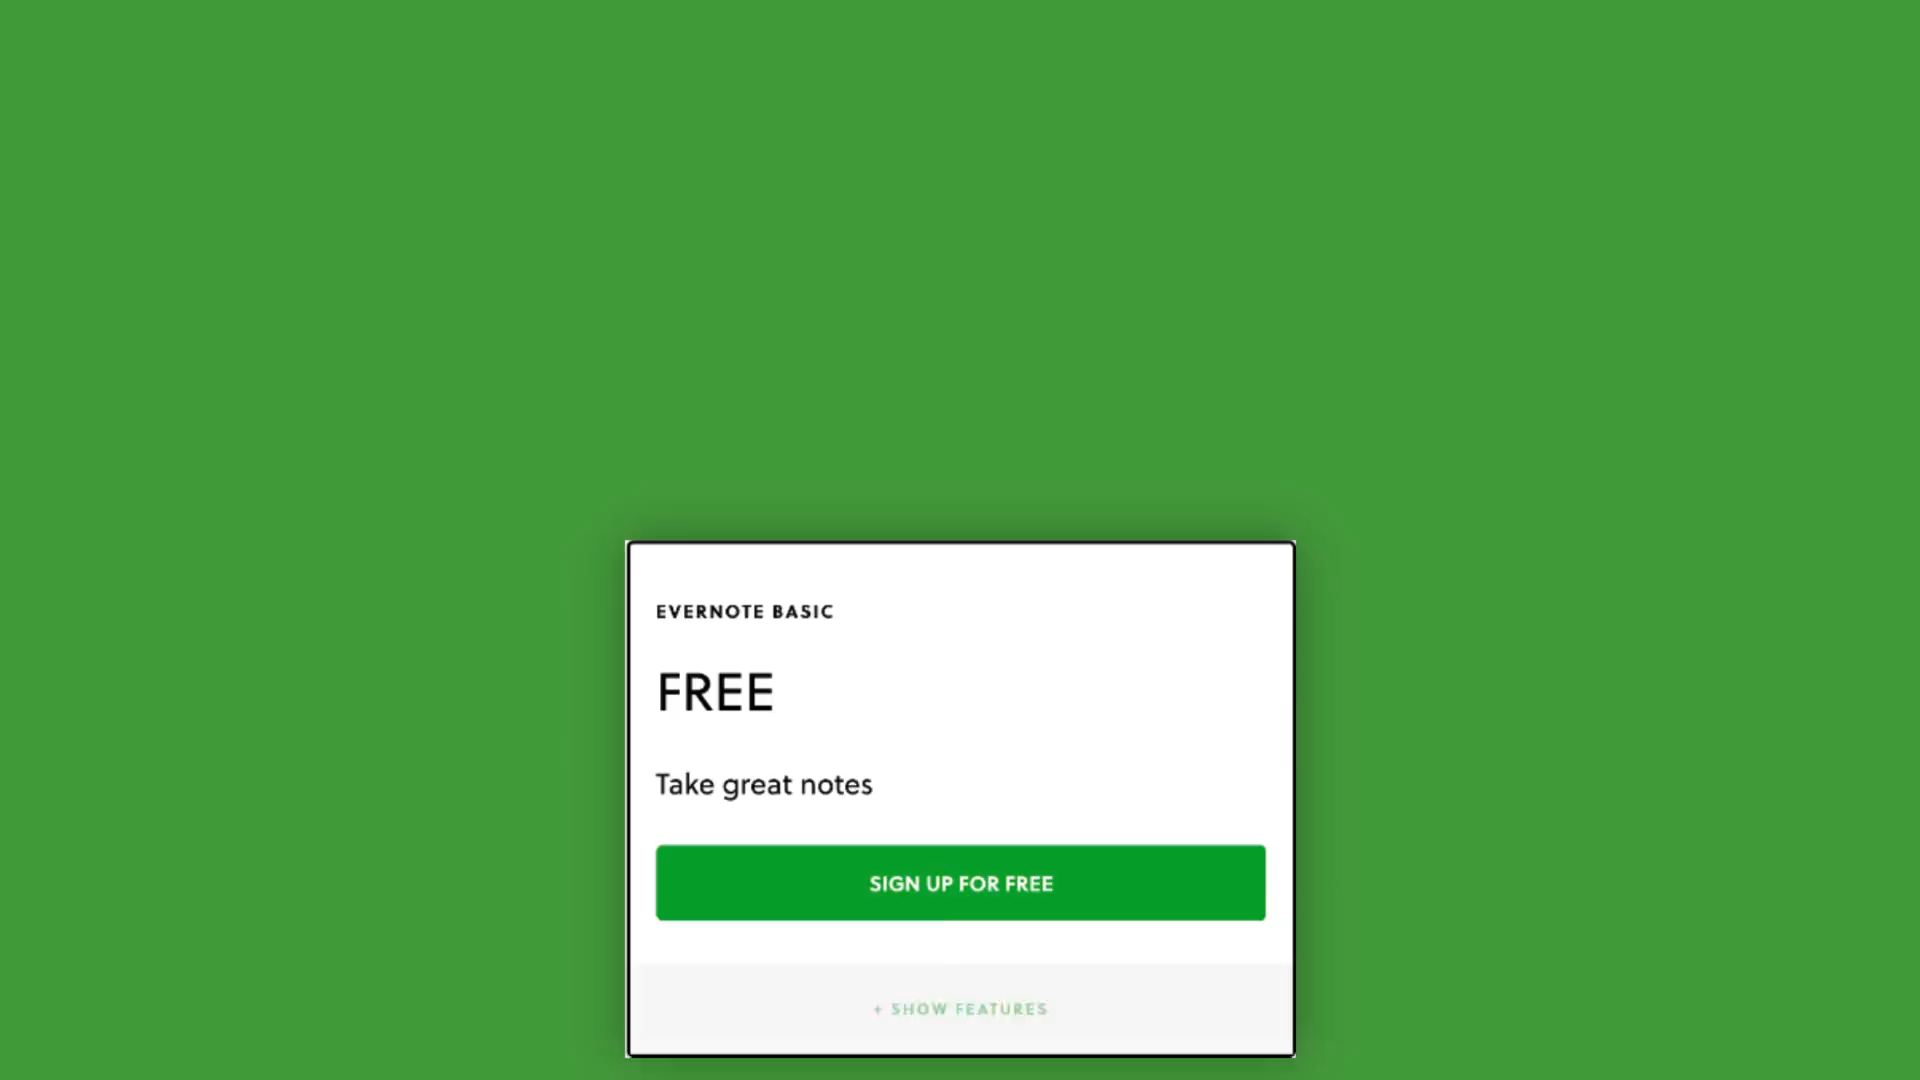 EVERNOTE BASIC
FREE
Take great notes
SIGN UP FOR FREE
+ SHOW FEATURES